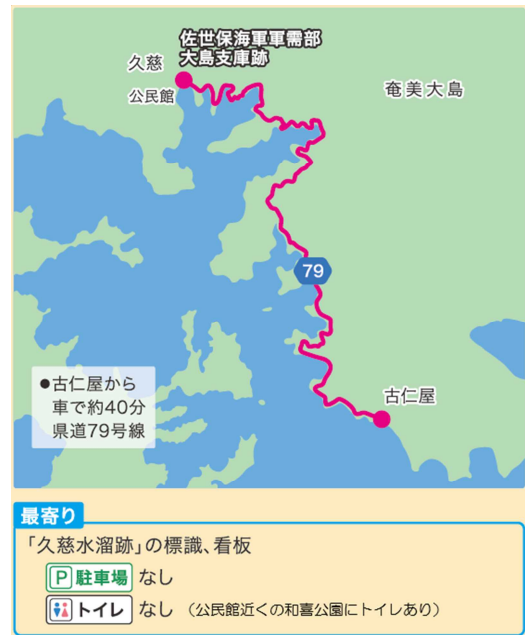 佐世保海軍軍需部
大島支庫跡
久慈
公民館
奄美大島
79
●古仁屋から
車で約40分
県道79号線
古仁屋
最寄り
「久慈水溜跡」の標識、看板
P 駐車場 なし
トイレ なし （公民館近くの和喜公園にトイレあり）